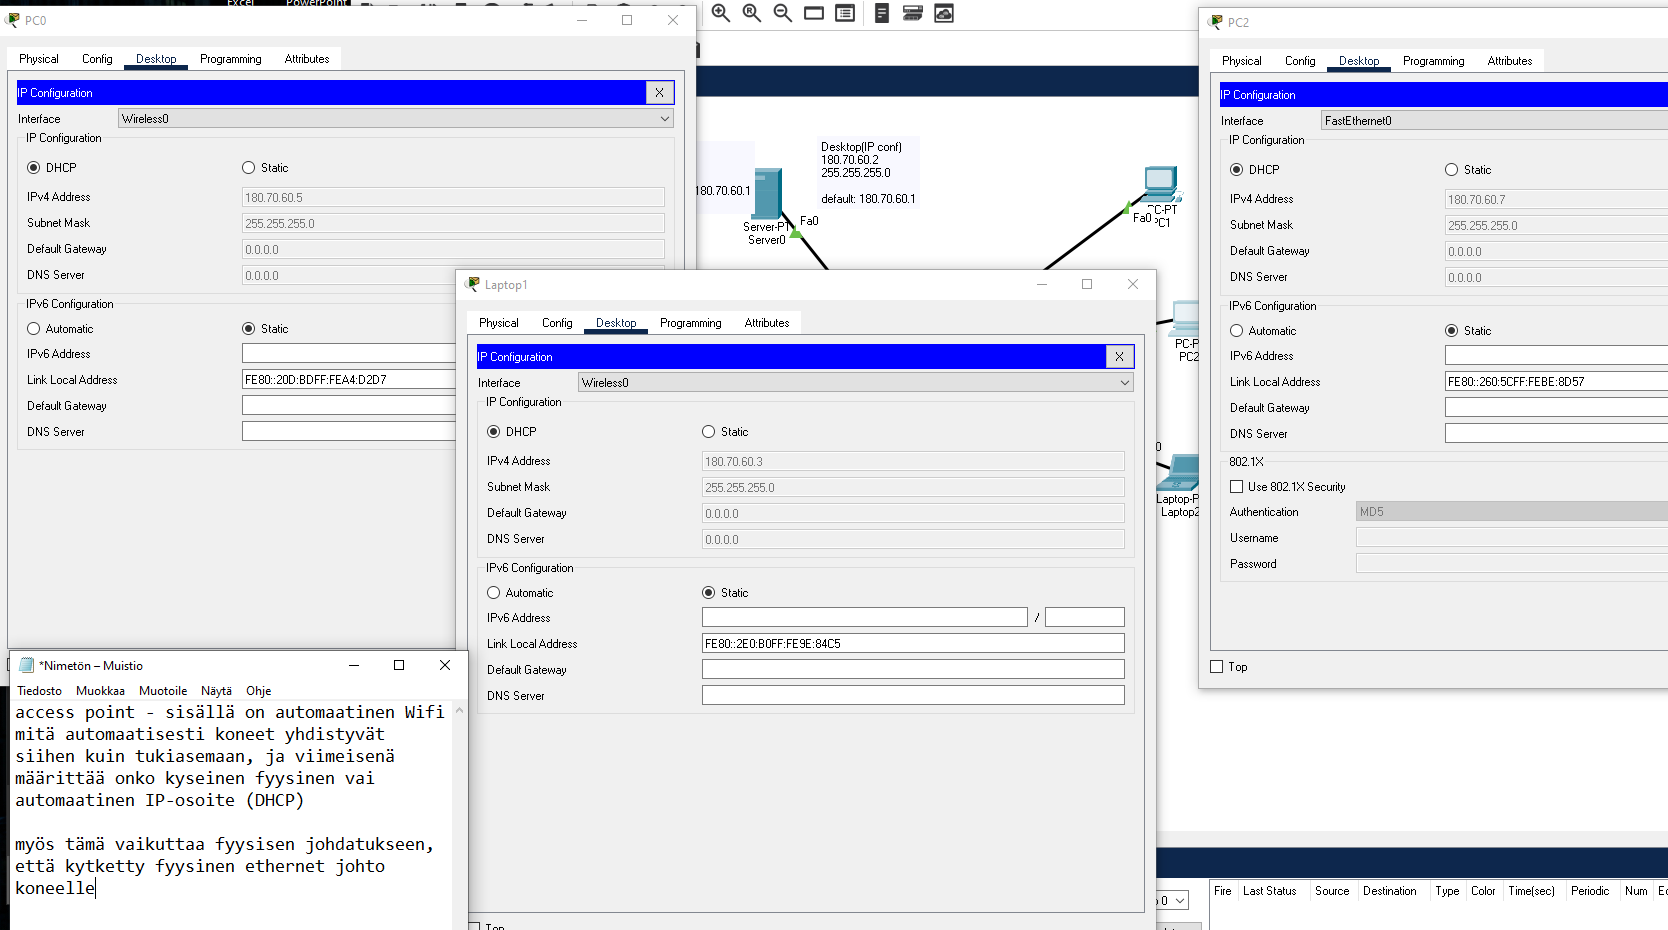 Excel PowerPoint
PC0
Physical Config Desktop Programming Attributes
IP Configuration X
Interface Wireless0
IP Configuration
DHCP Static
IPv4 Address 180.70.60.5
Subnet Mask 255.255.255.0
Default Gateway 0.0.0.0
DNS Server 0.0.0.0
IPv6 Configuration
Automatic Static
IPv6 Address
Link Local Address FE80::20D:BDFF:FEA4:D2D7
Default Gateway
DNS Server
180.70.60.1
Desktop(IP conf)
180.70.60.2
255.255.255.0
default: 180.70.60.1
Fa0
Server-PT
Server0
Fa0
PC-PT
PC1
PC2
Laptop-P
Laptop2
Laptop1
Physical Config Desktop Programming Attributes
IP Configuration X
Interface Wireless0
IP Configuration
DHCP Static
IPv4 Address 180.70.60.3
Subnet Mask 255.255.255.0
Default Gateway 0.0.0.0
DNS Server 0.0.0.0
IPv6 Configuration
Automatic Static
IPv6 Address /
Link Local Address FE80::2E0:B0FF:FE9E:84C5
Default Gateway
DNS Server
Top
PC2
Physical Config Desktop Programming Attributes
IP Configuration
Interface FastEthernet0
IP Configuration
DHCP Static
IPv4 Address 180.70.60.7
Subnet Mask 255.255.255.0
Default Gateway 0.0.0.0
DNS Server 0.0.0.0
IPv6 Configuration
Automatic Static
IPv6 Address
Link Local Address FE80::260:5CFF:FEBE:8D57
Default Gateway
DNS Server
802.1X
Use 802.1X Security
Authentication MD5
Username
Password
Top
*Nimetön – Muistio
Tiedosto Muokkaa Muotoile Näytä Ohje
access point - sisällä on automaatinen Wifi
mitä automaatisesti koneet yhdistyvät
siihen kuin tukiasemaan, ja viimeisenä
määrittää onko kyseinen fyysinen vai
automaatinen IP-osoite (DHCP)
myös tämä vaikuttaa fyysisen johdatukseen,
että kytketty fyysinen ethernet johto
koneelle
Fire Last Status Source Destination Type Color Time(sec) Periodic Num